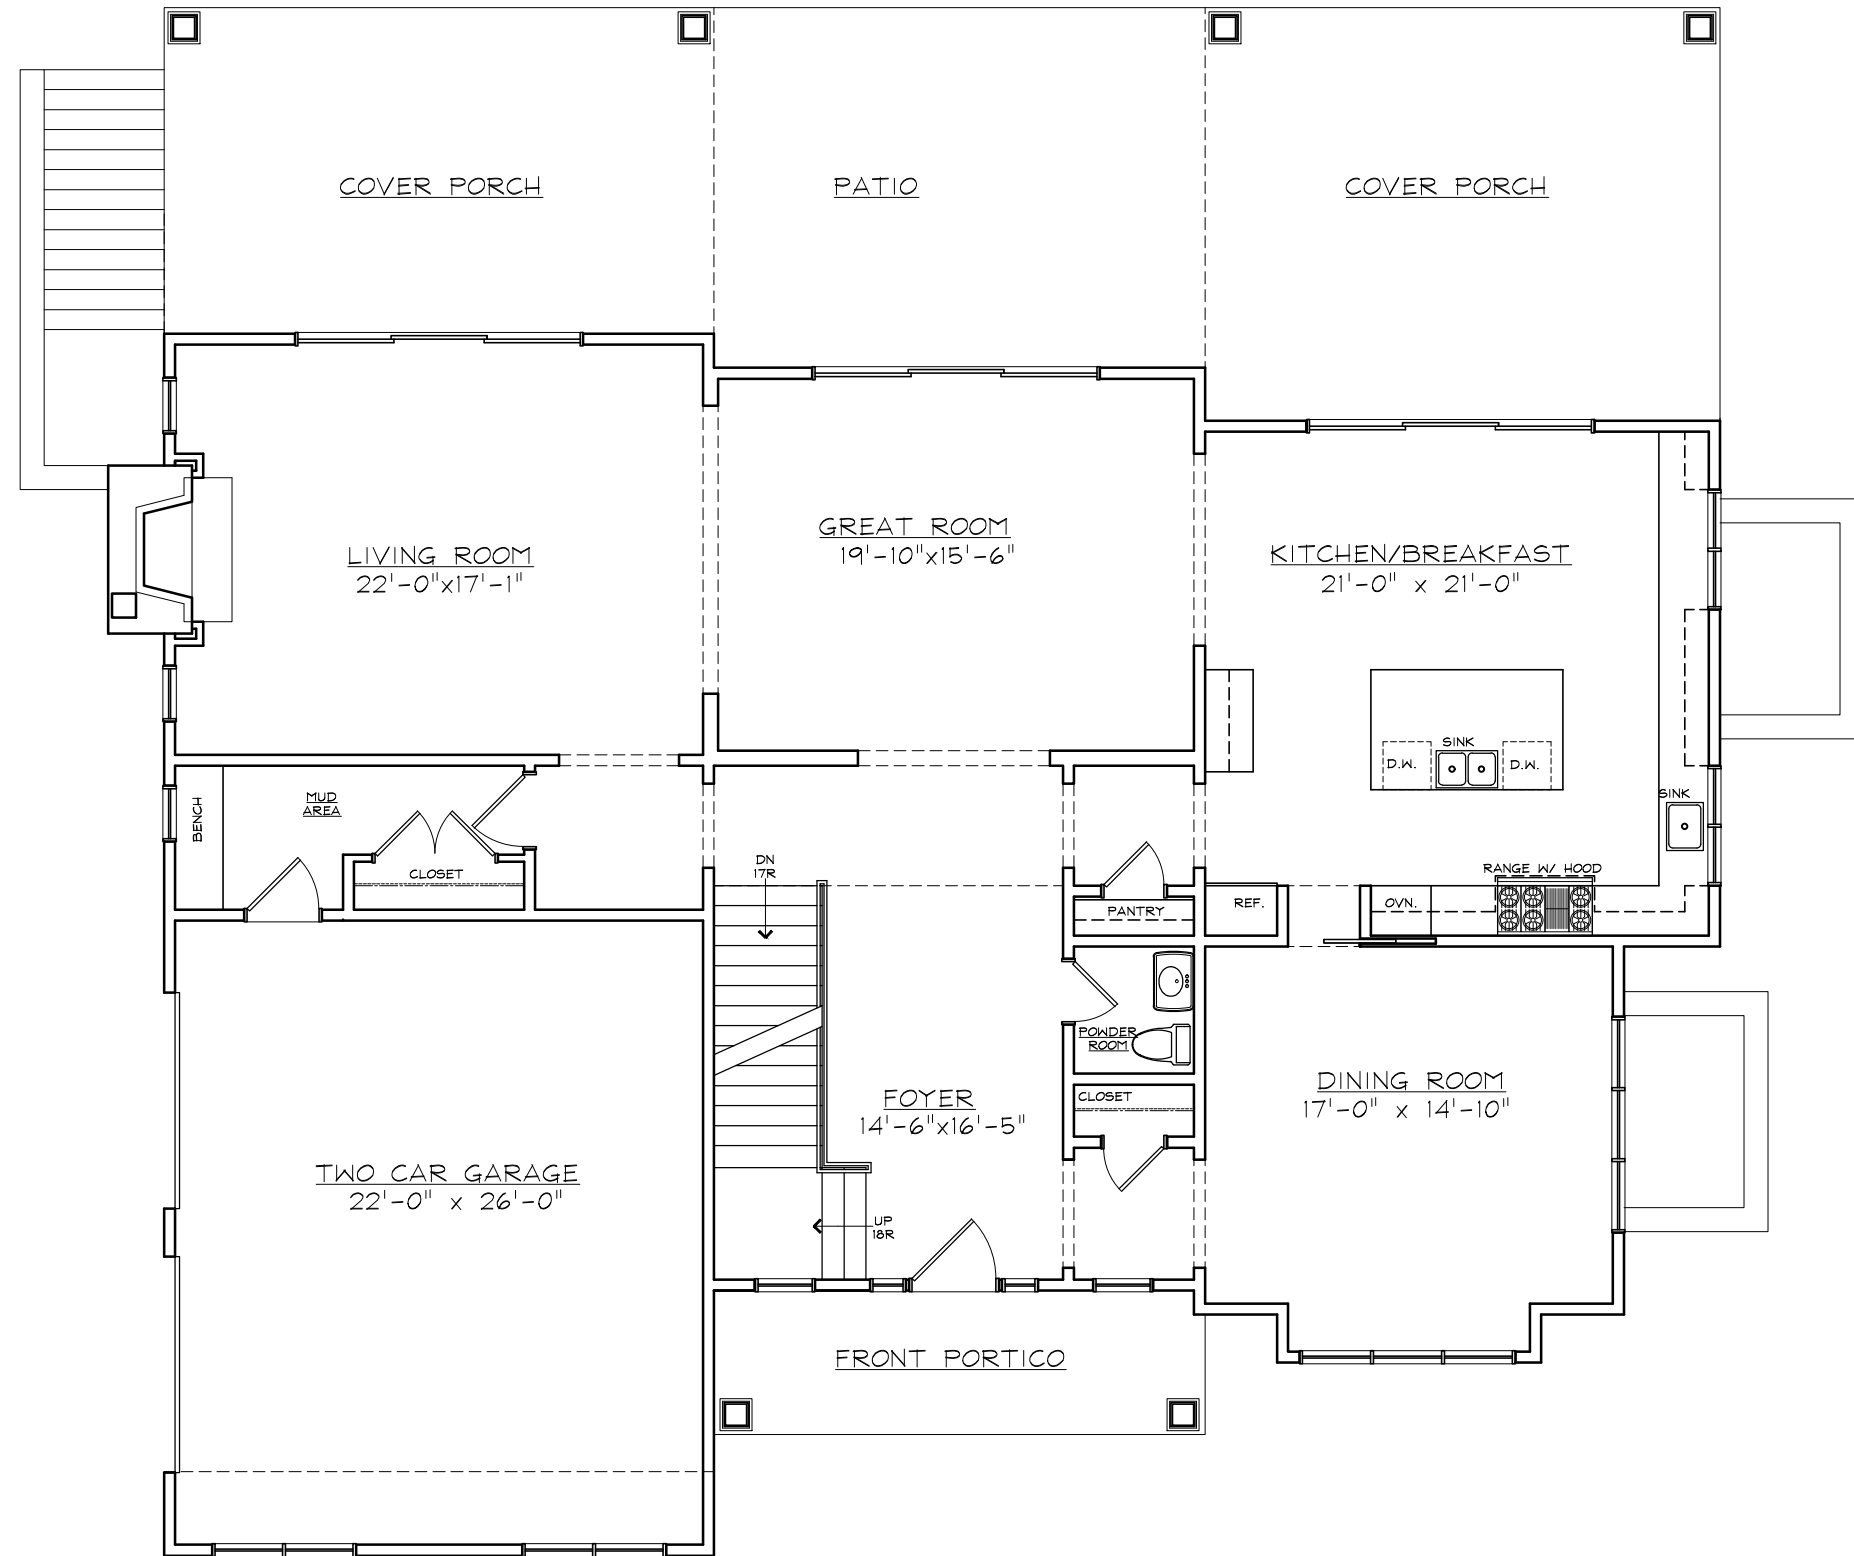 COVER PORCH
PATIO
COVER PORCH
GREAT ROOM
19'-10"x15'-6"
LIVING ROOM
22'-0"x17'-1"
KITCHEN/BREAKFAST
21'-0" x 21'-0"
SINK
D.W.
D.W.
SINK
BENCH
MUD
AREA
CLOSET
DN
17R
RANGE W/ HOOD
PANTRY
REF.
OVN.
POWDER
ROOM
CLOSET
FOYER
14'-6"x16'-5"
DINING ROOM
17'-0" x 14'-10"
TWO CAR GARAGE
22'-0" x 26'-0"
UP
18R
FRONT PORTICO